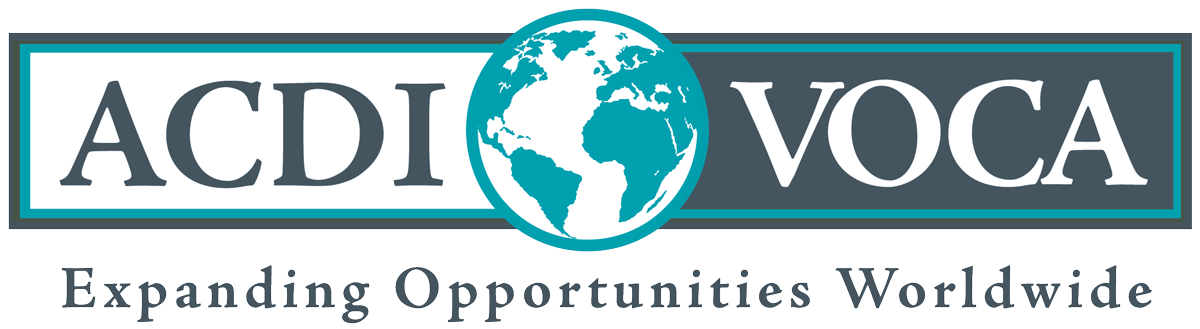 ACDI VOCA
Expanding Opportunities Worldwide